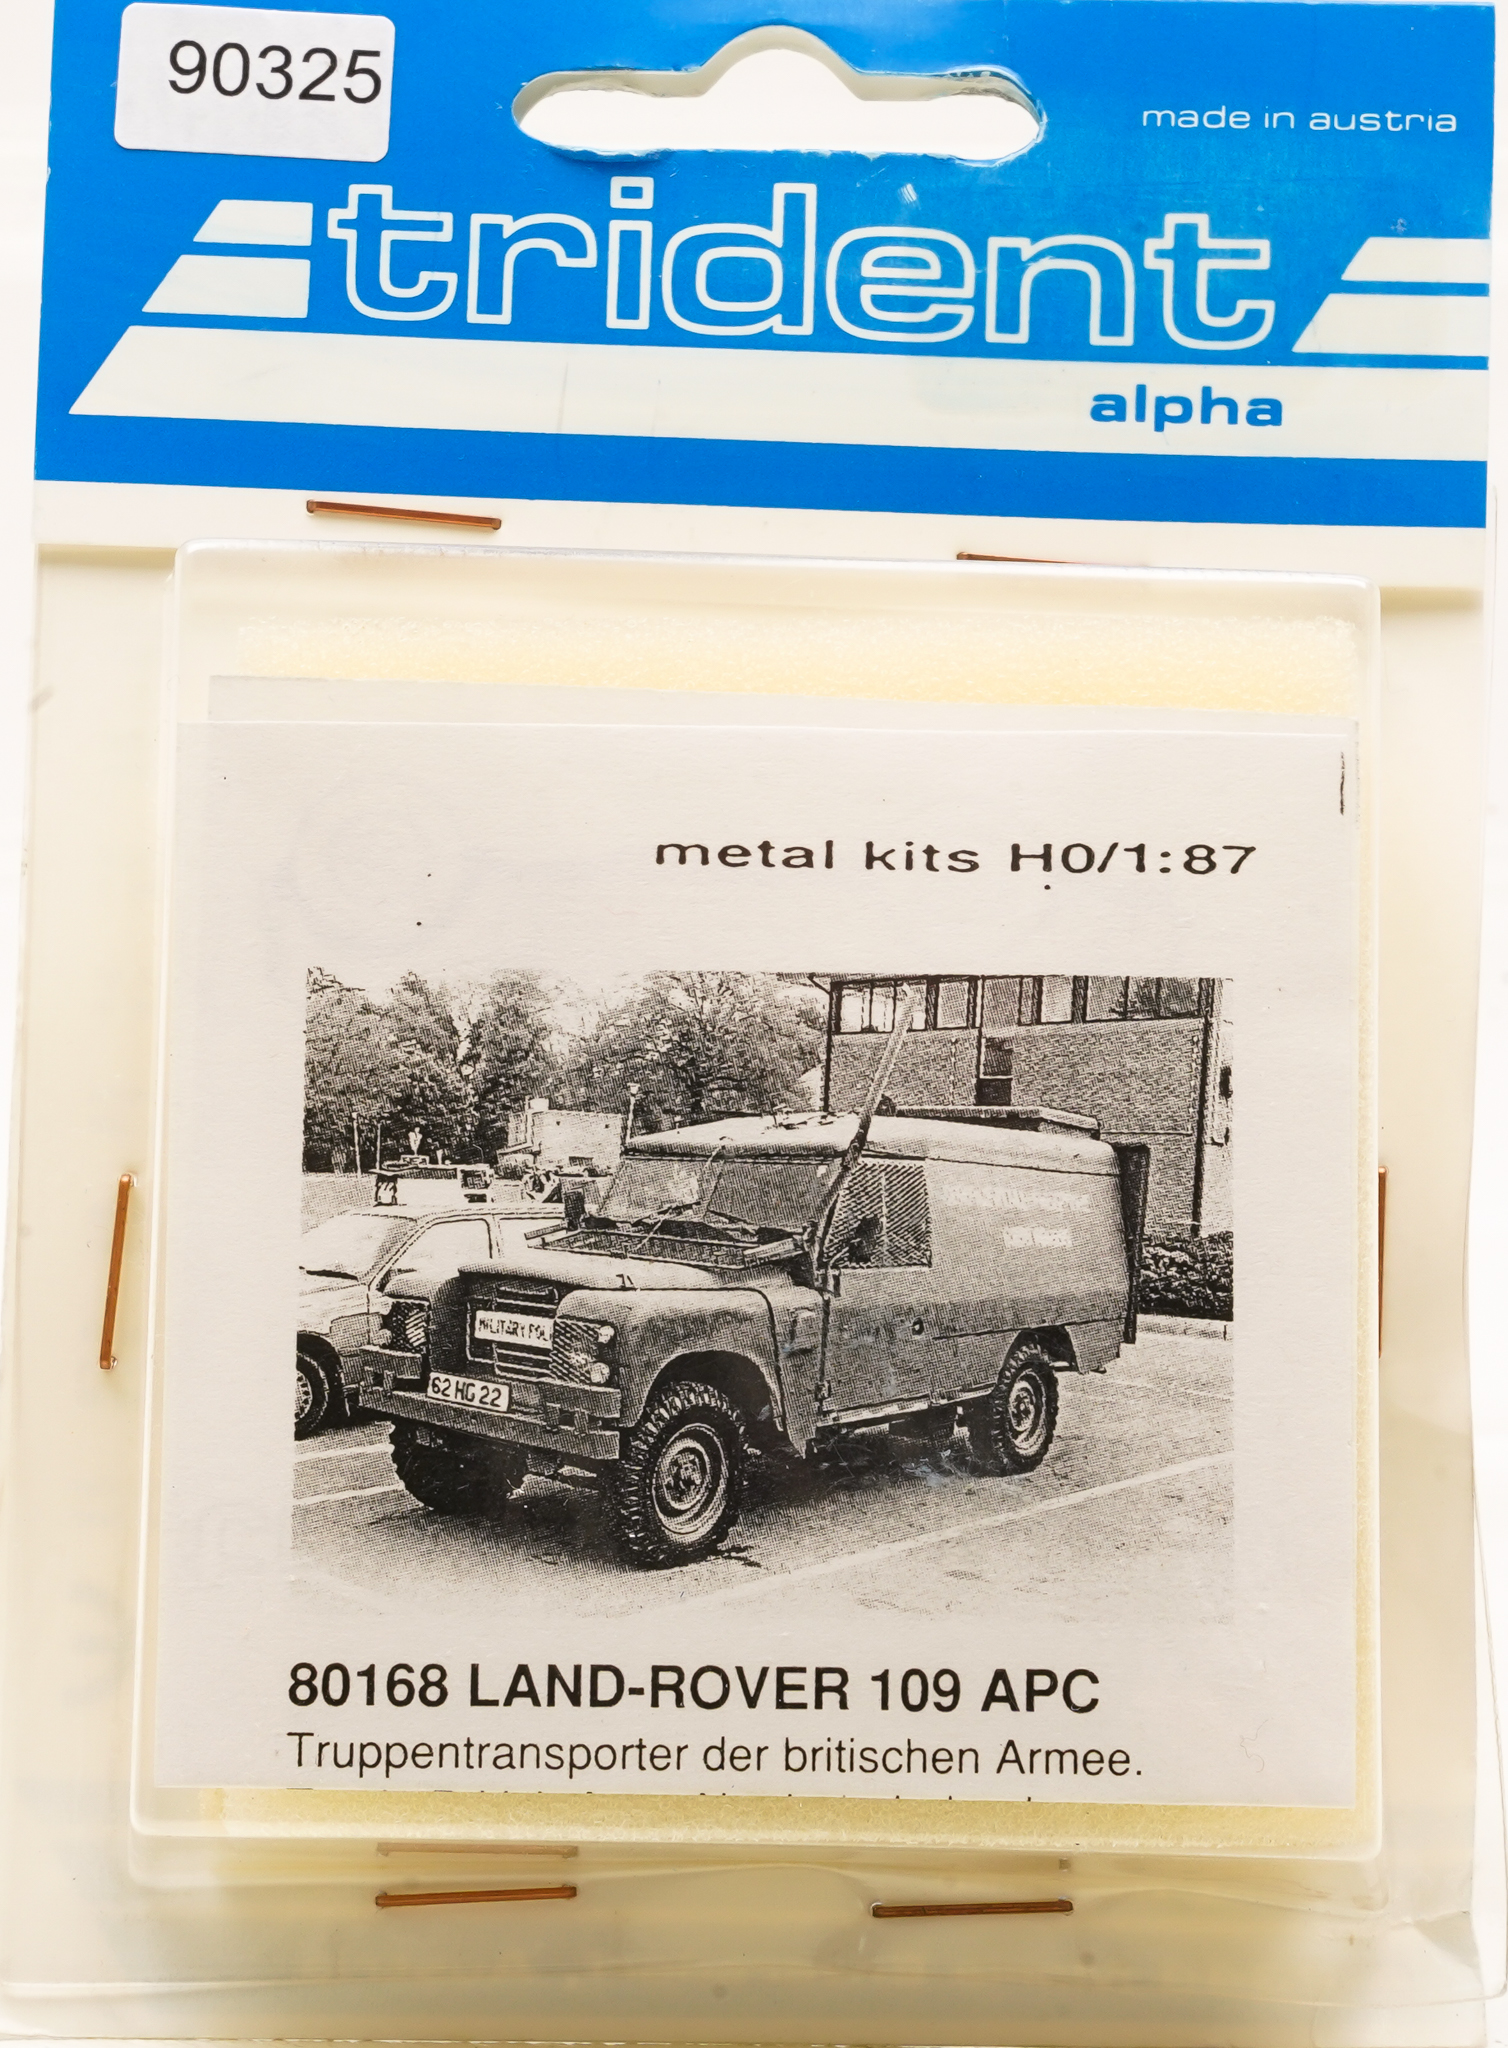 90325
made in austria
trident
alpha
metal kits H0/1:87
MILITARY POL
62 HG 22
80168 LAND-ROVER 109 APC
Truppentransporter der britischen Armee.